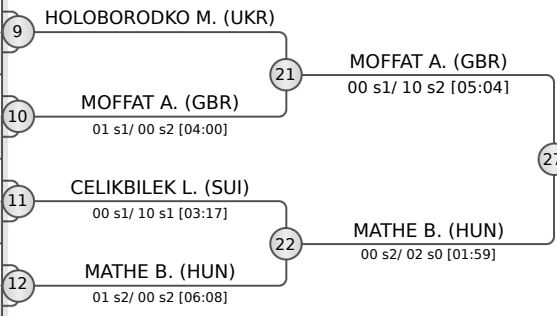 HOLOBORODKO M. (UKR)
9
MOFFAT A. (GBR)
21
00 s1/ 10 s2 [05:04]
MOFFAT A. (GBR)
10
01 s1/ 00 s2 [04:00]
27
CELIKBILEK L. (SUI)
11
00 s1/ 10 s1 [03:17]
MATHE B. (HUN)
22
00 s2/ 02 s0 [01:59]
MATHE B. (HUN)
12
01 s2/ 00 s2 [06:08]